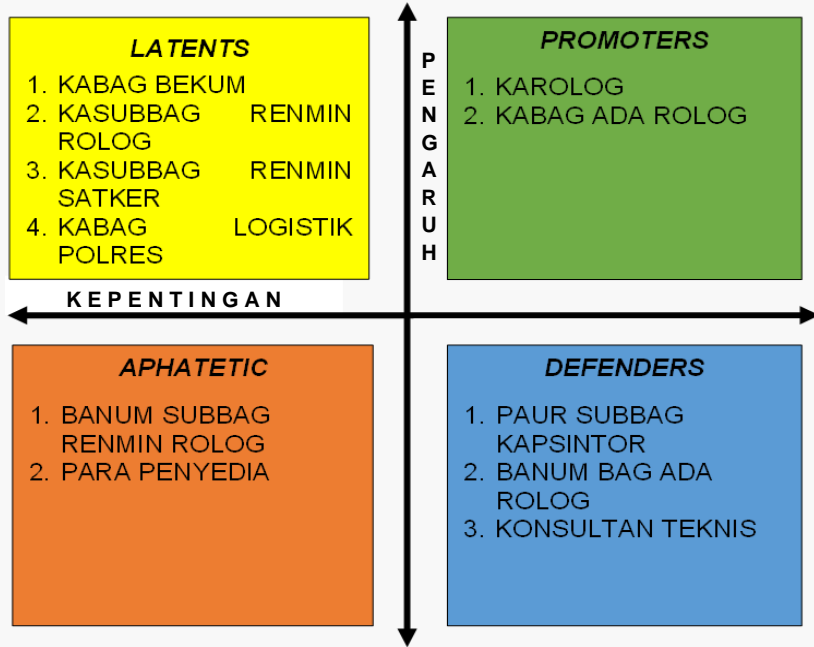 LATENTS
1. KABAG BEKUM
2. KASUBBAG RENMIN
ROLOG
3. KASUBBAG RENMIN
SATKER
4. KABAG LOGISTIK
POLRES
PENGARUH
PROMOTERS
1. KAROLOG
2. KABAG ADA ROLOG
KEPENTINGAN
APHATETIC
1. BANUM SUBBAG
RENMIN ROLOG
2. PARA PENYEDIA
DEFENDERS
1. PAUR SUBBAG
KAPSINTOR
2. BANUM BAG ADA
ROLOG
3. KONSULTAN TEKNIS